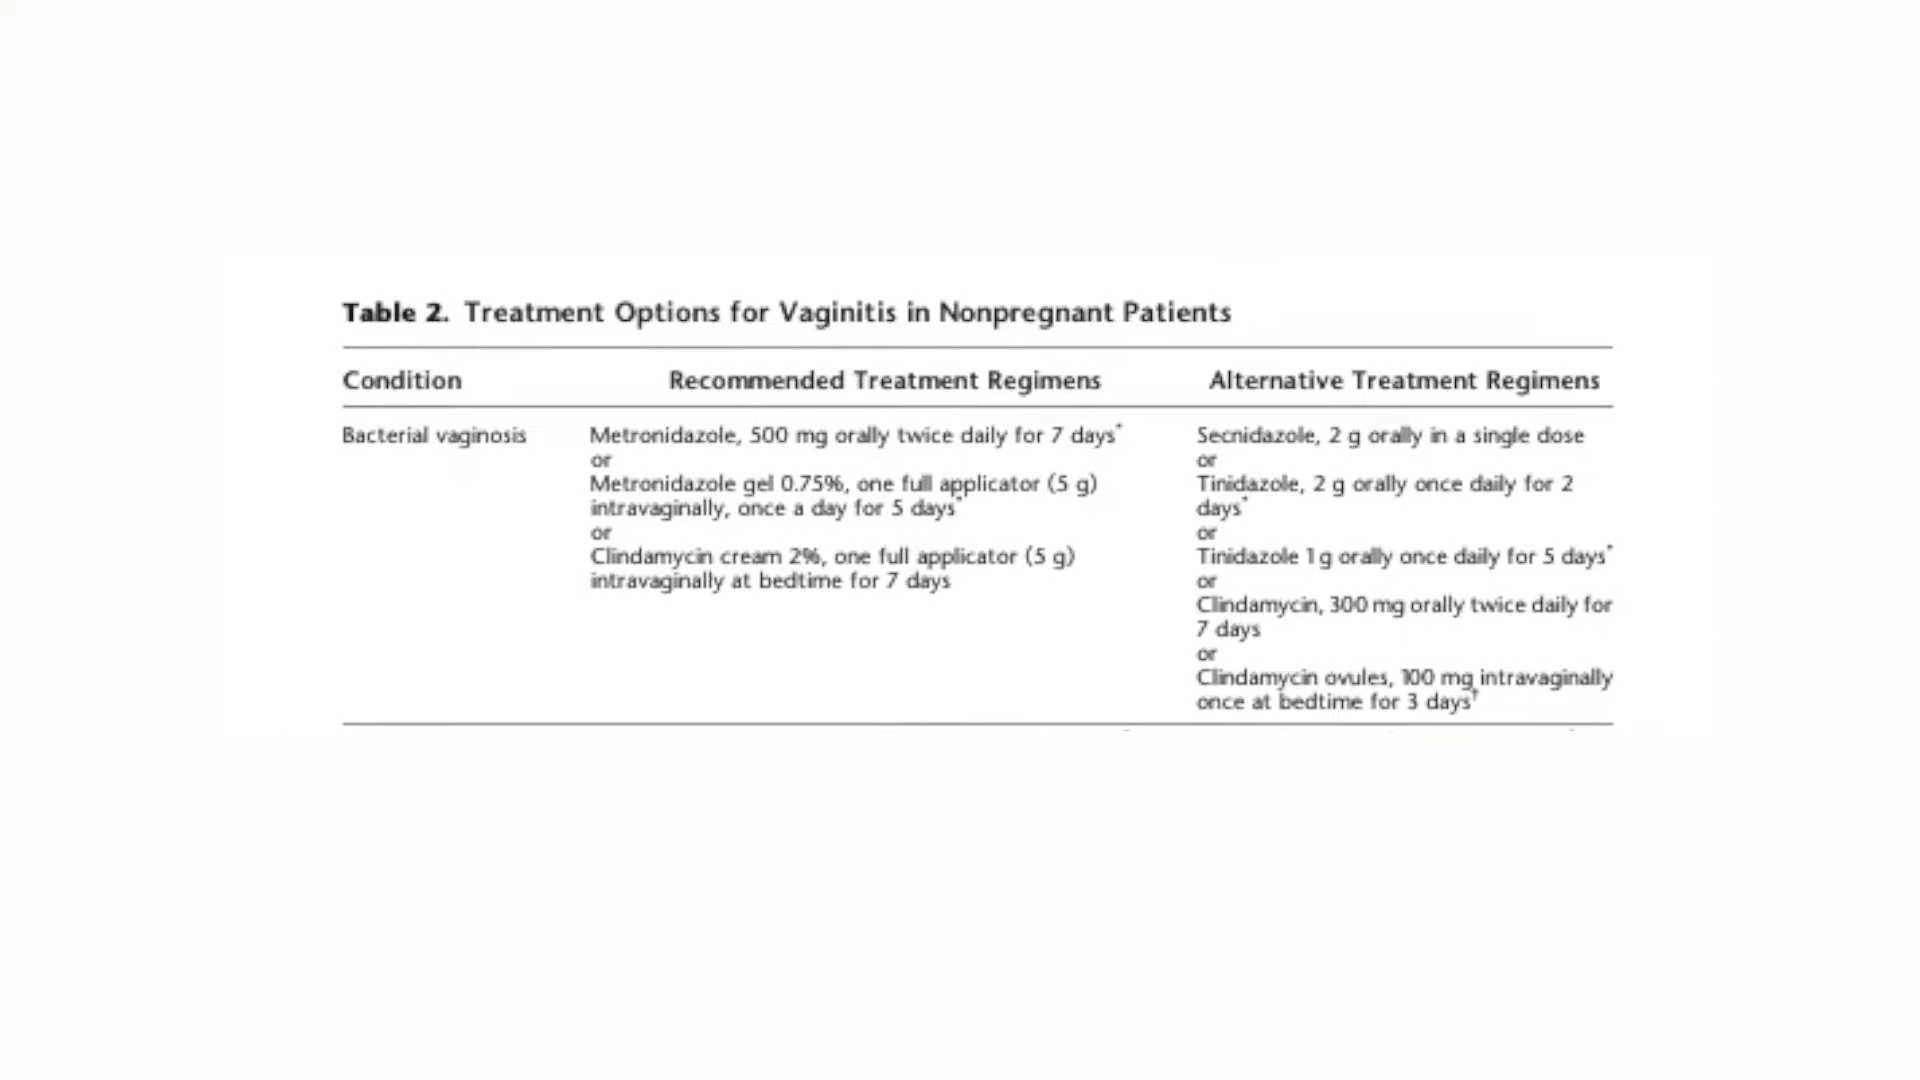 Table 2. Treatment Options for Vaginitis in Nonpregnant Patients
Condition
Recommended Treatment Regimens
Alternative Treatment Regimens
Bacterial vaginosis
Metronidazole, 500 mg orally twice daily for 7 days*
or
Metronidazole gel 0.75%, one full applicator (5 g)
intravaginally, once a day for 5 days*
or
Clindamycin cream 2%, one full applicator (5 g)
intravaginally at bedtime for 7 days
Secnidazole, 2 g orally in a single dose
or
Tinidazole, 2 g orally once daily for 2
days*
or
Tinidazole 1 g orally once daily for 5 days*
or
Clindamycin, 300 mg orally twice daily for
7 days
or
Clindamycin ovules, 100 mg intravaginally
once at bedtime for 3 days†